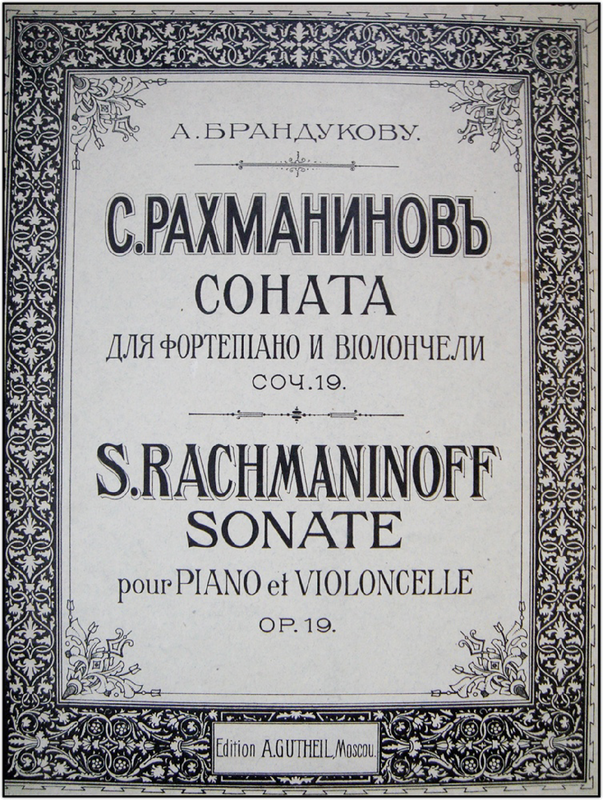 А. БРАНДУКОВУ.
С. РАХМАНИНОВЪ
СОНАТА
ДЛЯ ФОРТЕПІАНО И ВІОЛОНЧЕЛИ
СОЧ. 19.
S. RACHMANINOFF
SONATE
pour PIANO et VIOLONCELLE
OP. 19.
Edition A. GUTHEIL, Moscou.